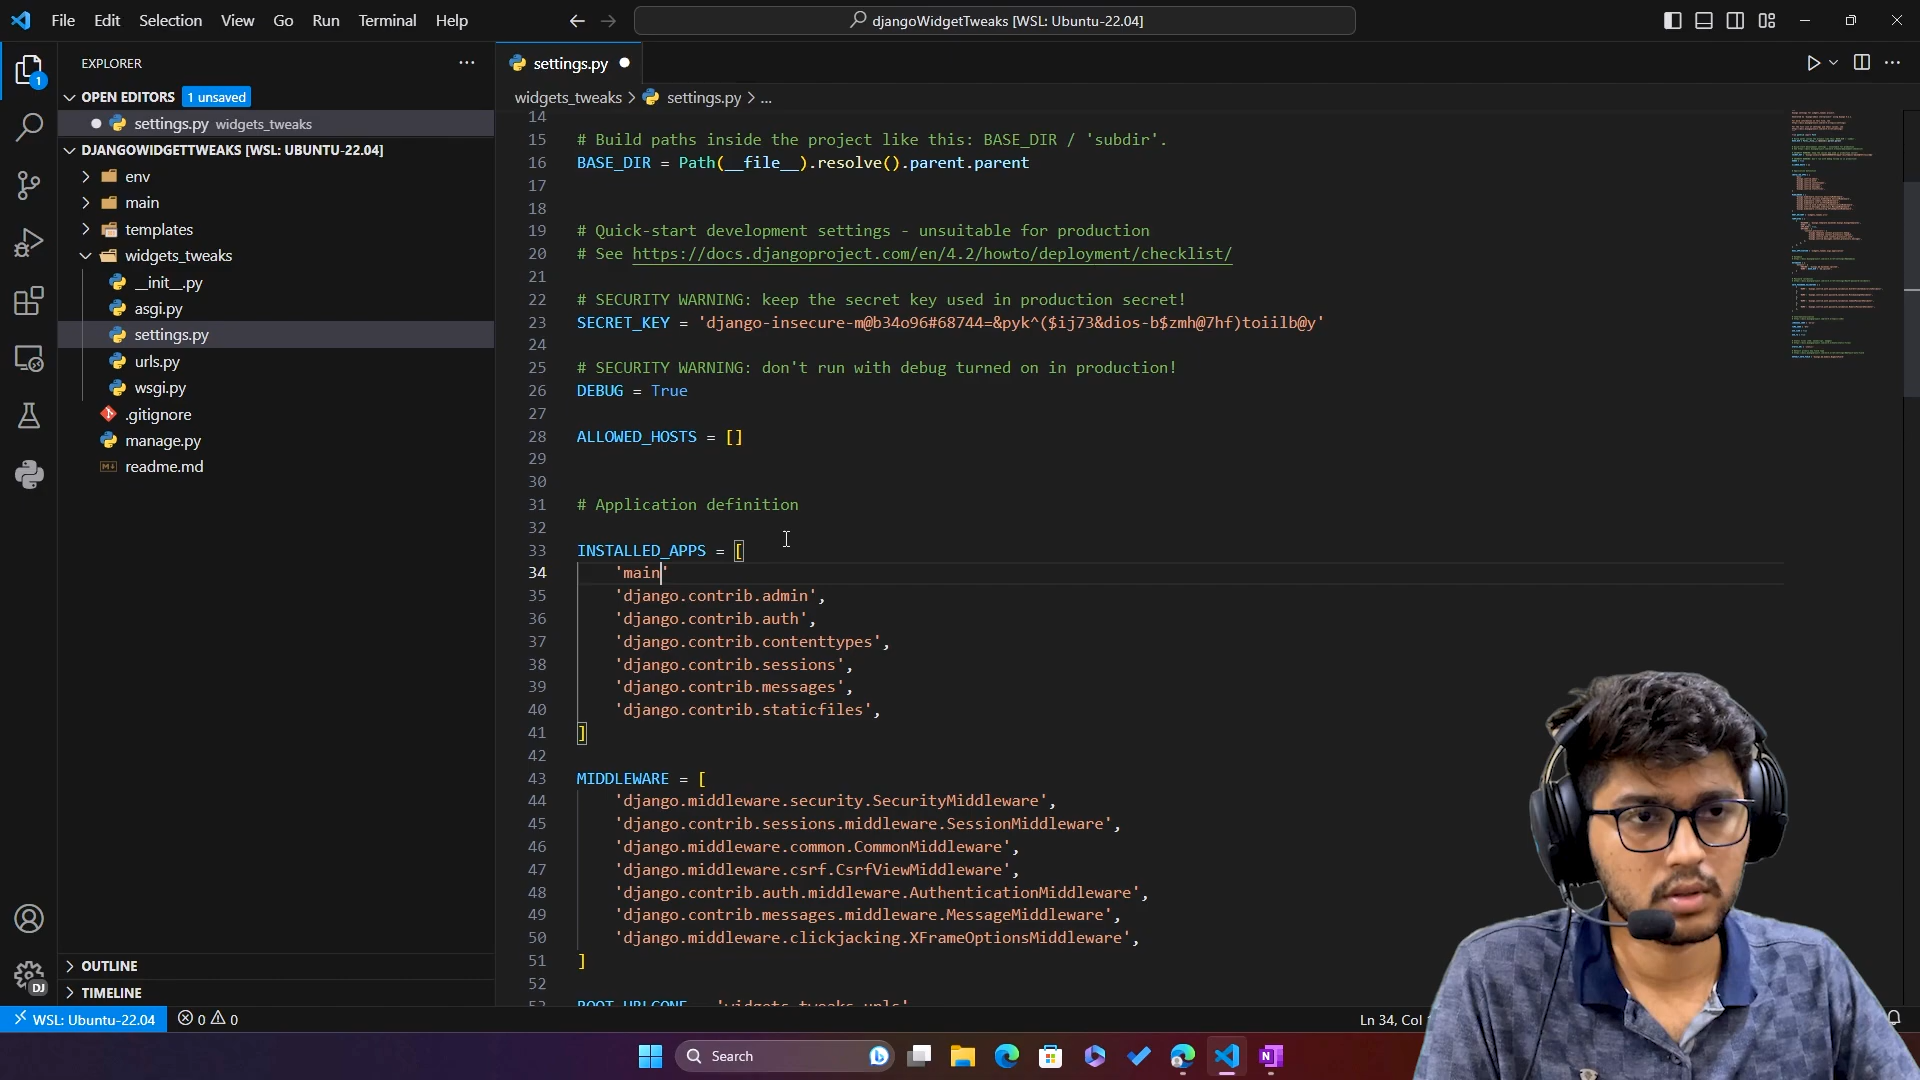 File Edit Selection View Go Run Terminal Help
djangoWidgetTweaks [WSL: Ubuntu-22.04]
EXPLORER
1
OPEN EDITORS 1 unsaved
settings.py widgets_tweaks
DJANGOWIDGETTWEAKS [WSL: UBUNTU-22.04]
env
main
templates
widgets_tweaks
__init__.py
asgi.py
settings.py
urls.py
wsgi.py
.gitignore
manage.py
readme.md
OUTLINE
TIMELINE
DJ
settings.py
widgets_tweaks > settings.py > ...
14
15 # Build paths inside the project like this: BASE_DIR / 'subdir'.
16 BASE_DIR = Path(__file__).resolve().parent.parent
17
18
19 # Quick-start development settings - unsuitable for production
20 # See https://docs.djangoproject.com/en/4.2/howto/deployment/checklist/
21
22 # SECURITY WARNING: keep the secret key used in production secret!
23 SECRET_KEY = 'django-insecure-m@b34o96#68744=&pyk^($ij73&dios-b$zmh@7hf)toiilb@y'
24
25 # SECURITY WARNING: don't run with debug turned on in production!
26 DEBUG = True
27
28 ALLOWED_HOSTS = []
29
30
31 # Application definition
32
33 INSTALLED_APPS = [
34 'main'
35 'django.contrib.admin',
36 'django.contrib.auth',
37 'django.contrib.contenttypes',
38 'django.contrib.sessions',
39 'django.contrib.messages',
40 'django.contrib.staticfiles',
41 ]
42
43 MIDDLEWARE = [
44 'django.middleware.security.SecurityMiddleware',
45 'django.contrib.sessions.middleware.SessionMiddleware',
46 'django.middleware.common.CommonMiddleware',
47 'django.middleware.csrf.CsrfViewMiddleware',
48 'django.contrib.auth.middleware.AuthenticationMiddleware',
49 'django.contrib.messages.middleware.MessageMiddleware',
50 'django.middleware.clickjacking.XFrameOptionsMiddleware',
51 ]
52
53 ROOT_URLCONF = 'widgets_tweaks.urls'
WSL: Ubuntu-22.04 0 0 Ln 34, Col
Search